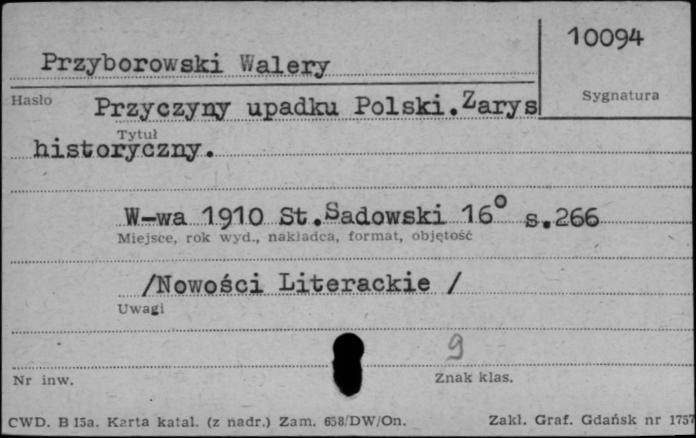 10094
Przyborowski Walery
Hasło
Sygnatura
Przyczyny upadku Polski.Zarys
Tytuł
historyczny.
W-wa 1910 St.Sadowski 16° s.266
Miejsce, rok wyd., nakładca, format, objętość
/Nowości Literackie /
Uwagi
9
Nr inw.
Znak klas.
CWD. B 15a. Karta katal. (z nadr.) Zam. 658/DW/On. Zakł. Graf. Gdańsk nr 1757